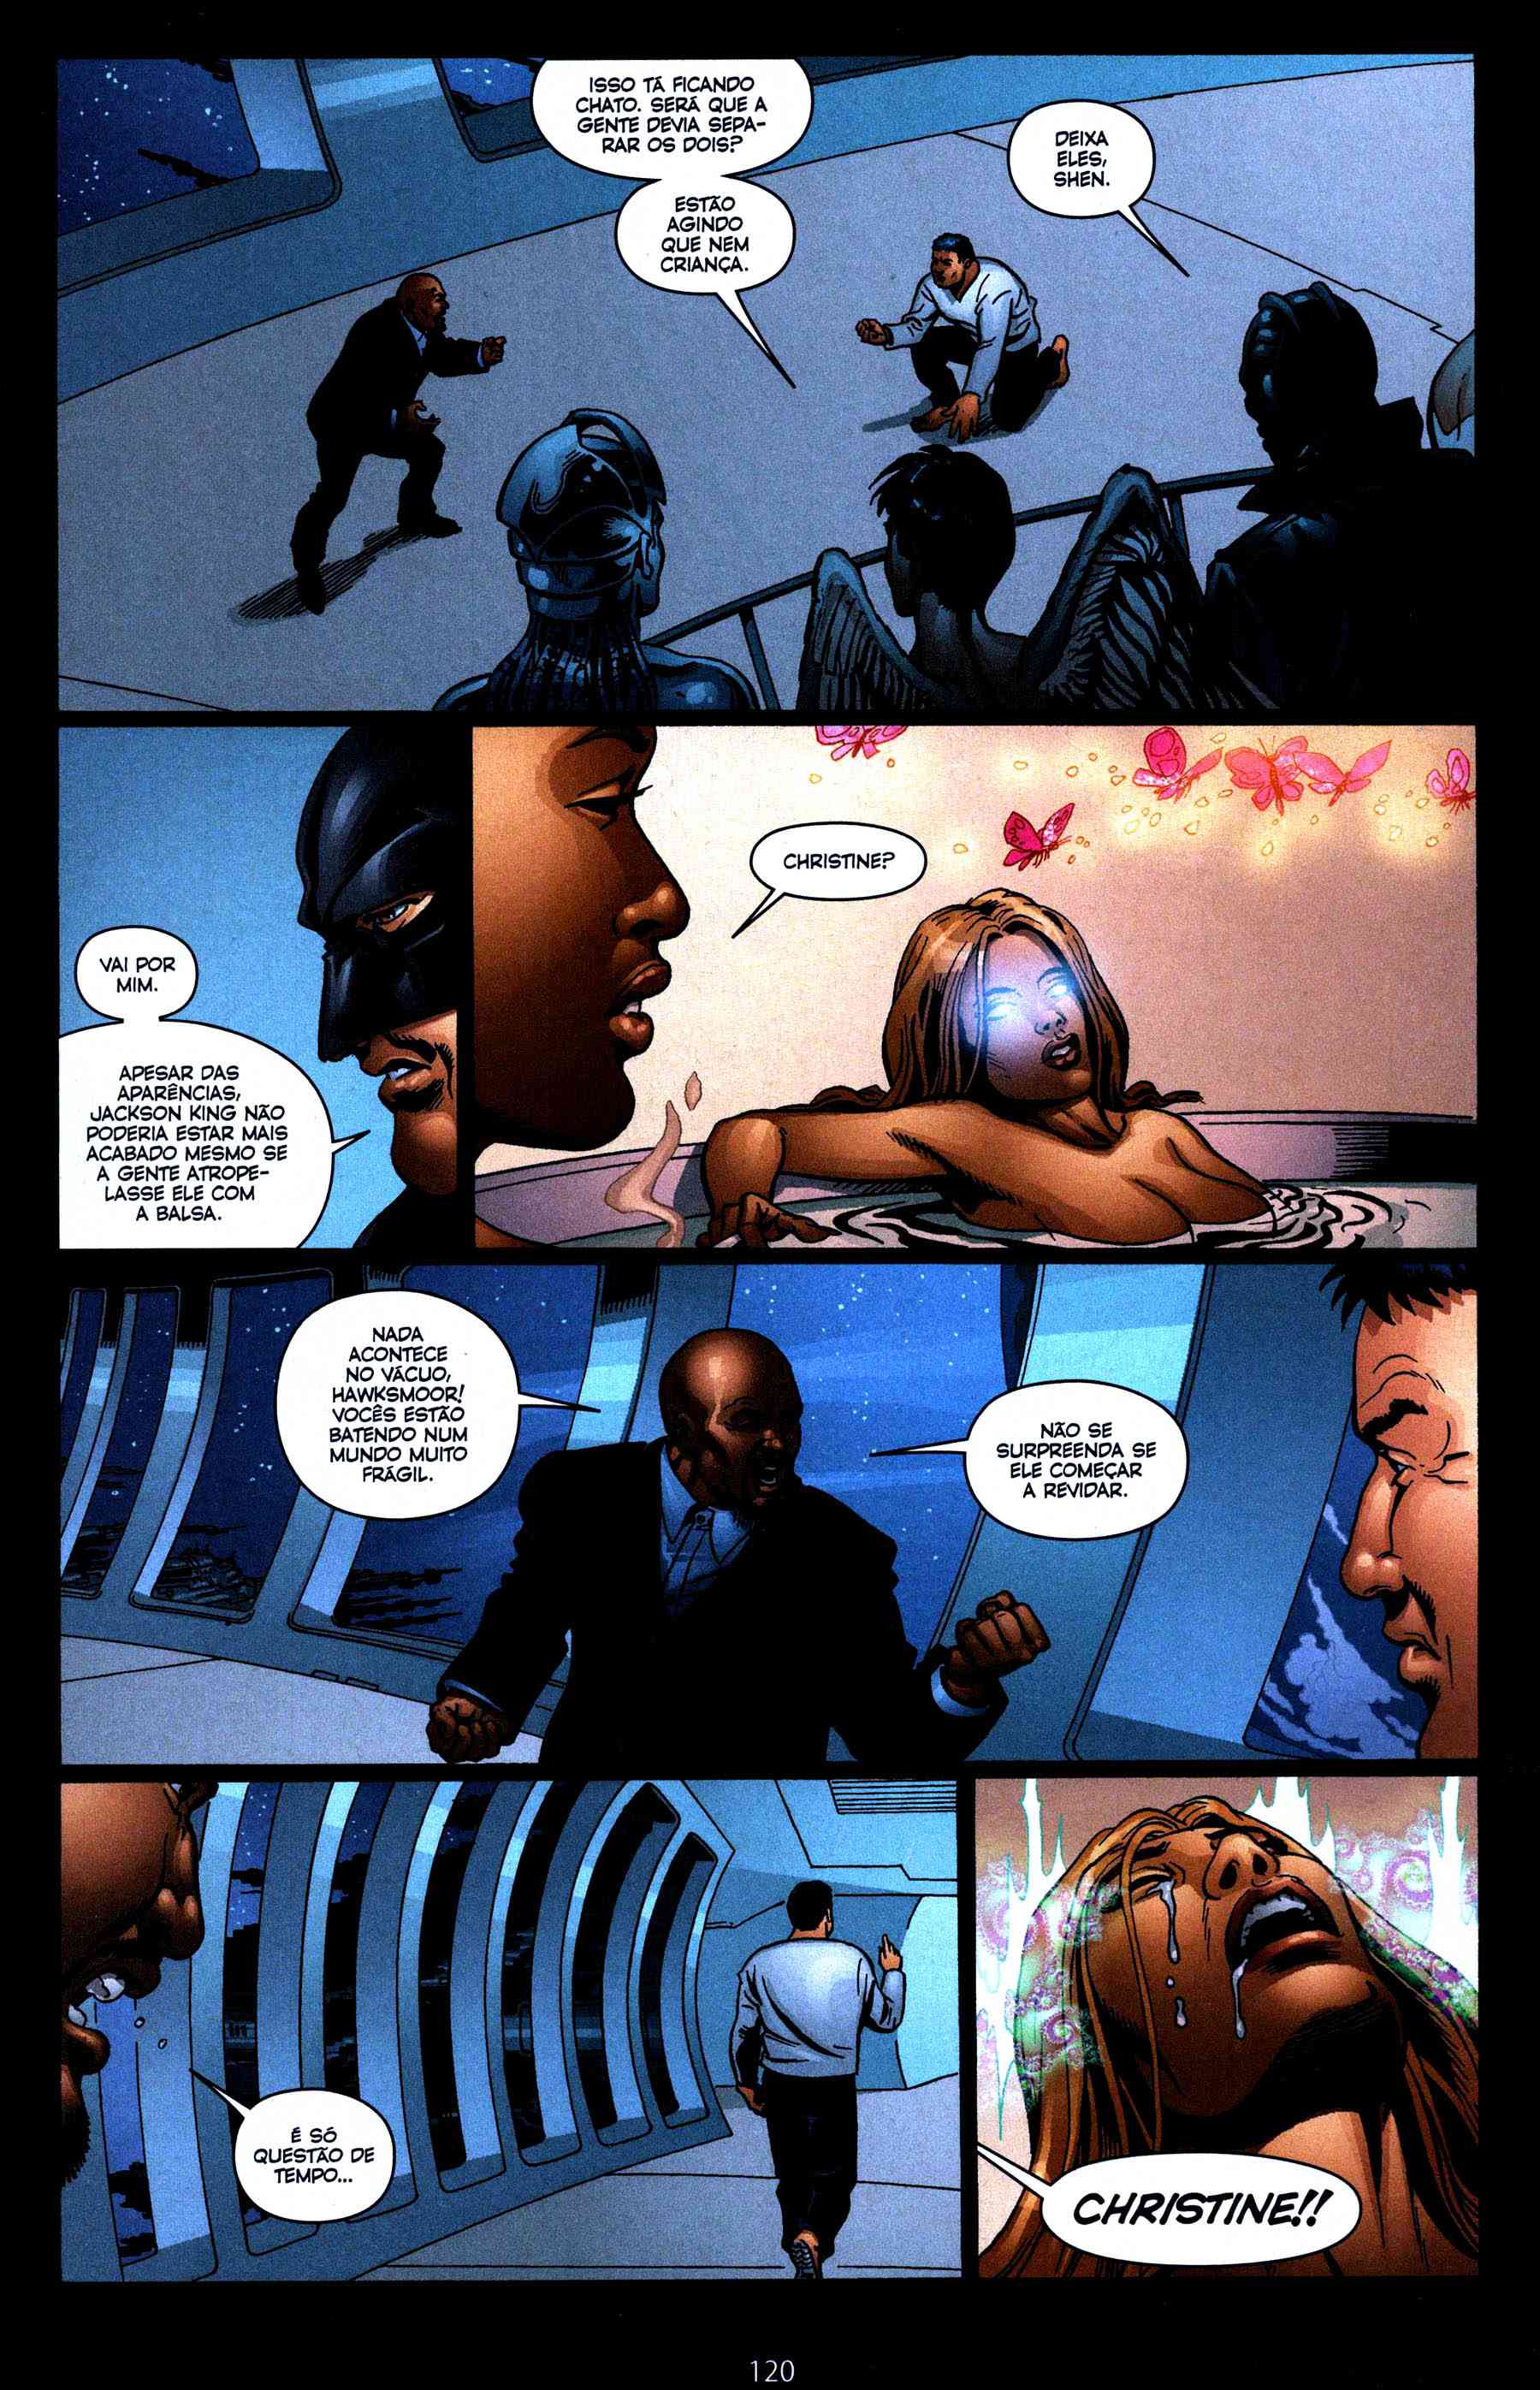 ISSO TÁ FICANDO
CHATO. SERÁ QUE A
GENTE DEVIA SEPA-
RAR OS DOIS?
ESTÃO
AGINDO
QUE NEM
CRIANÇA.
DEIXA
ELES,
SHEN.
VAI POR
MIM.
APESAR DAS
APARÊNCIAS,
JACKSON KING NÃO
PODERIA ESTAR MAIS
ACABADO MESMO SE
A GENTE ATROPE-
LASSE ELE COM
A BALSA.
CHRISTINE?
NADA
ACONTECE
NO VÁCUO,
HAWKSMOOR!
VOCÊS ESTÃO
BATENDO NUM
MUNDO MUITO
FRÁGIL.
NÃO SE
SURPREENDA SE
ELE COMEÇAR
A REVIDAR.
É SÓ
QUESTÃO DE
TEMPO...
CHRISTINE!!
120